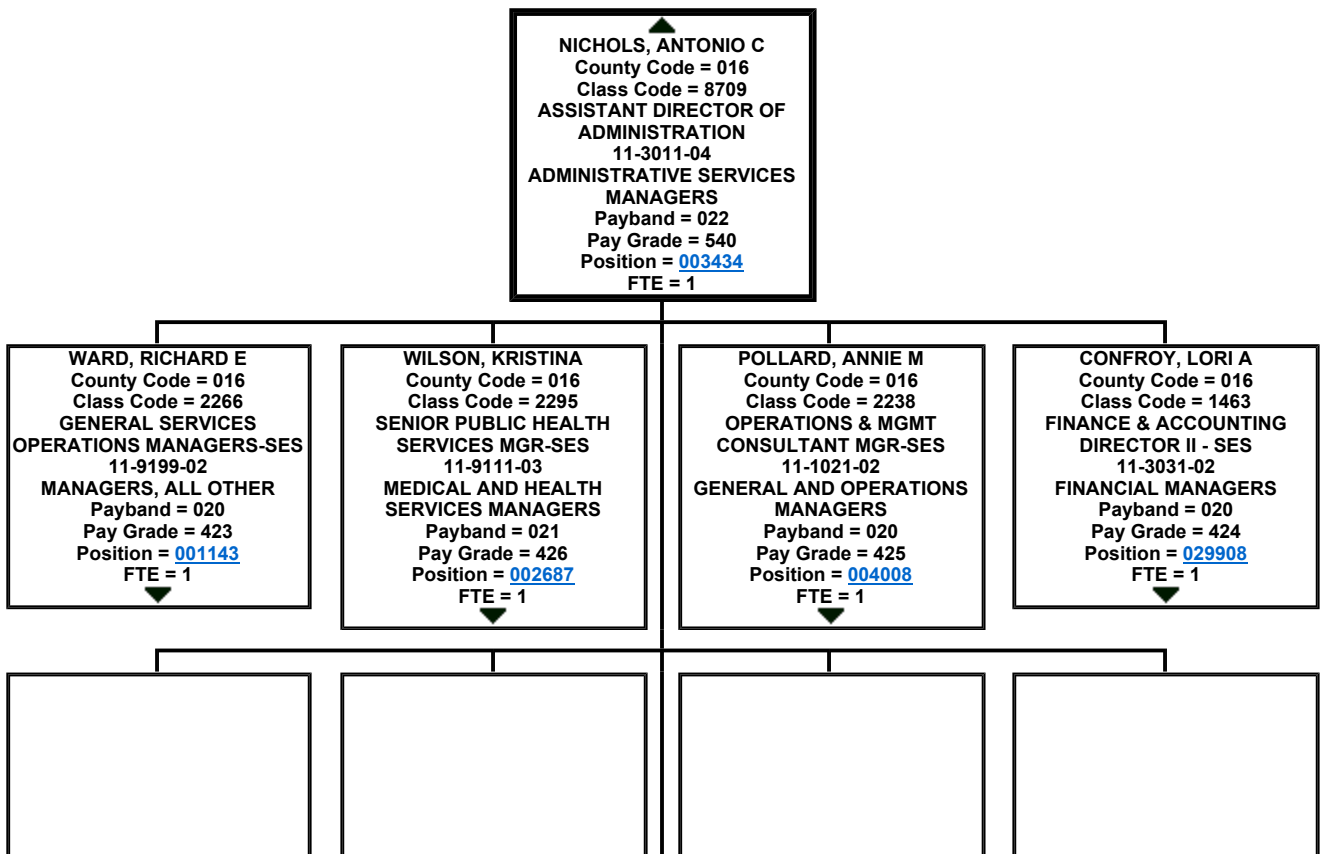 NICHOLS, ANTONIO C
County Code = 016
Class Code = 8709
ASSISTANT DIRECTOR OF
ADMINISTRATION
11-3011-04
ADMINISTRATIVE SERVICES
MANAGERS
Payband = 022
Pay Grade = 540
Position = 003434
FTE = 1
WARD, RICHARD E
County Code = 016
Class Code = 2266
GENERAL SERVICES
OPERATIONS MANAGERS-SES
11-9199-02
MANAGERS, ALL OTHER
Payband = 020
Pay Grade = 423
Position = 001143
FTE = 1
WILSON, KRISTINA
County Code = 016
Class Code = 2295
SENIOR PUBLIC HEALTH
SERVICES MGR-SES
11-9111-03
MEDICAL AND HEALTH
SERVICES MANAGERS
Payband = 021
Pay Grade = 426
Position = 002687
FTE = 1
POLLARD, ANNIE M
County Code = 016
Class Code = 2238
OPERATIONS & MGMT
CONSULTANT MGR-SES
11-1021-02
GENERAL AND OPERATIONS
MANAGERS
Payband = 020
Pay Grade = 425
Position = 004008
FTE = 1
CONFROY, LORI A
County Code = 016
Class Code = 1463
FINANCE & ACCOUNTING
DIRECTOR II - SES
11-3031-02
FINANCIAL MANAGERS
Payband = 020
Pay Grade = 424
Position = 029908
FTE = 1